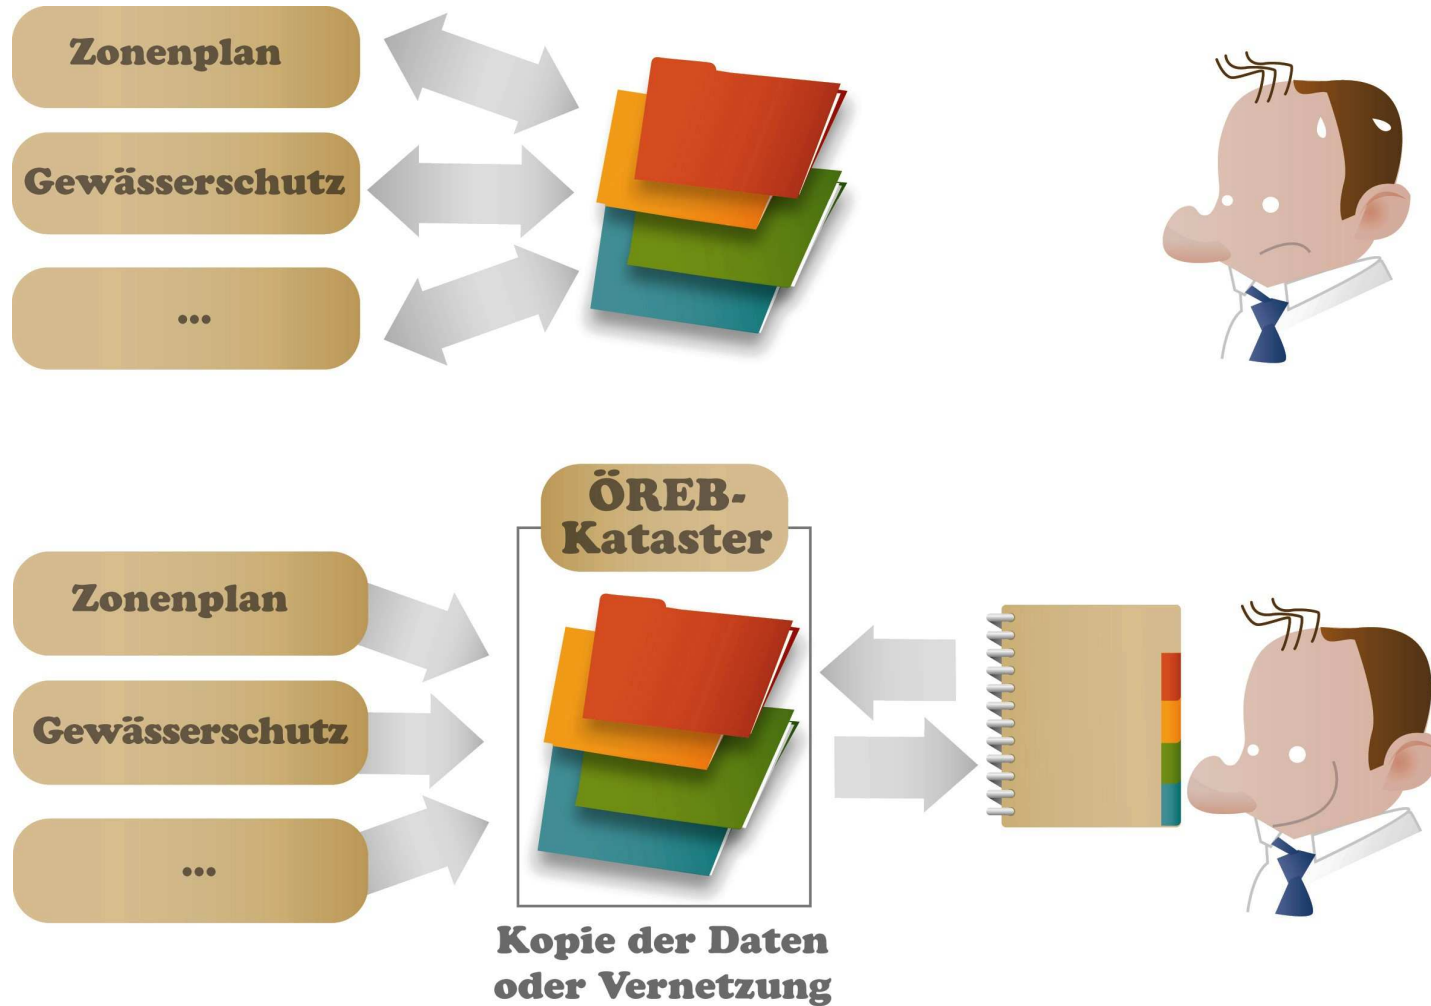 Zonenplan
Gewässerschutz
...
ÖREB-
Kataster
Zonenplan
Gewässerschutz
...
Kopie der Daten
oder Vernetzung